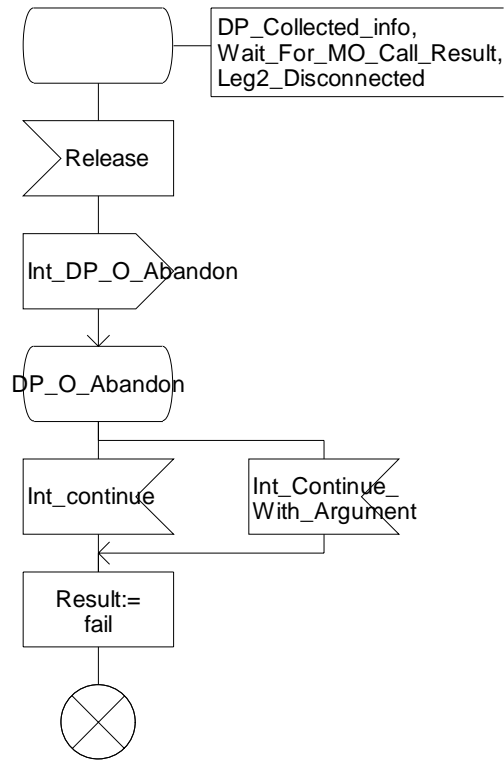 DP_Collected_info,
Wait_For_MO_Call_Result,
Leg2_Disconnected
Release
Int_DP_O_Abandon
DP_O_Abandon
Int_continue
Int_Continue_
With_Argument
Result:=
fail